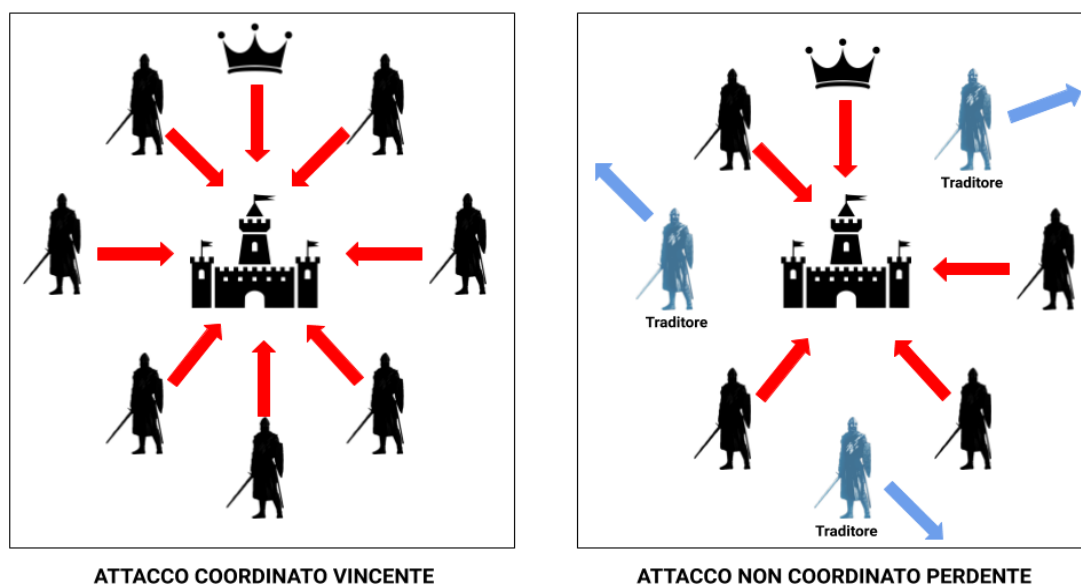 Traditore
Traditore
Traditore
ATTACCO COORDINATO VINCENTE
ATTACCO NON COORDINATO PERDENTE